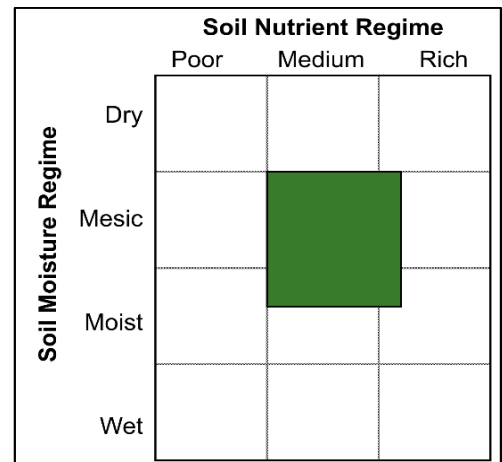 Soil Nutrient Regime
Poor Medium Rich
Soil Moisture Regime
Dry
Mesic
Moist
Wet